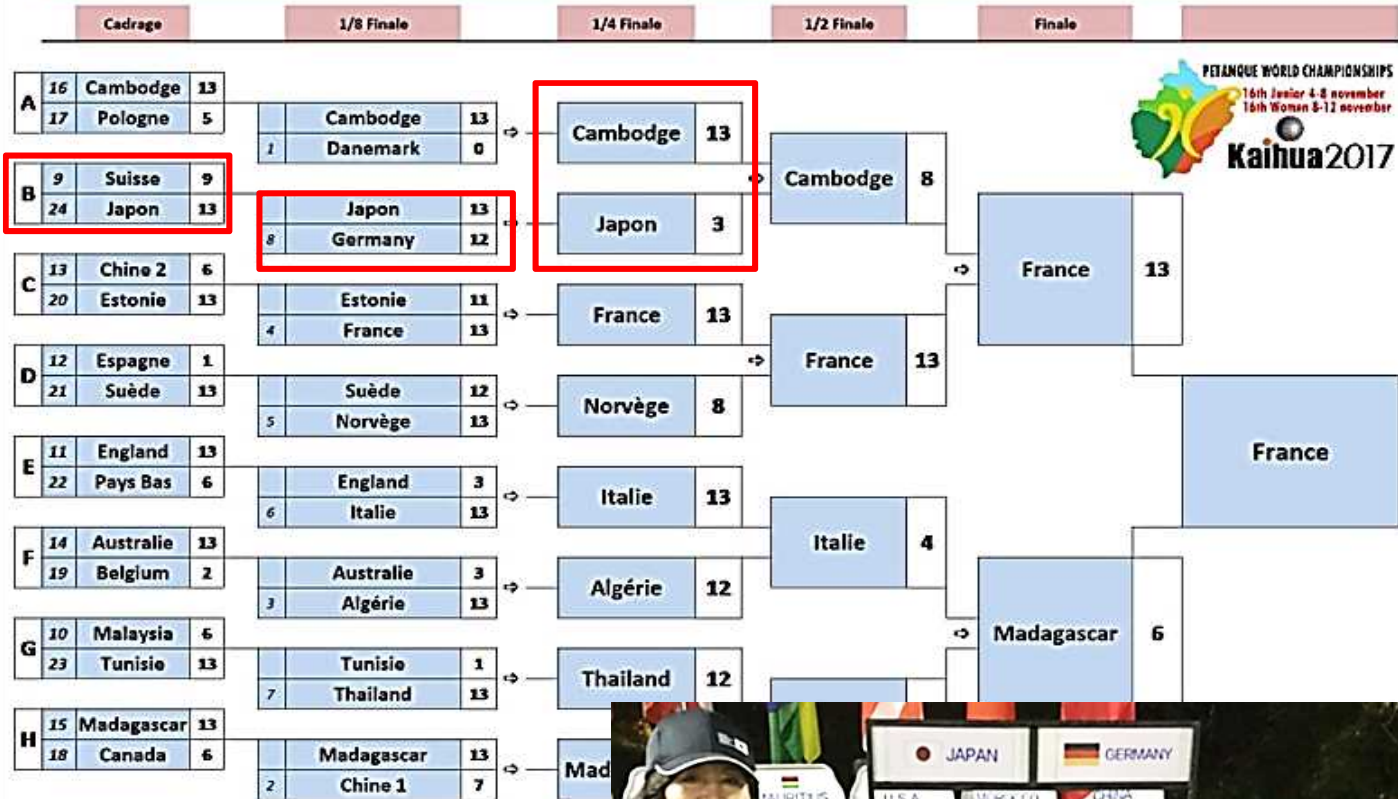 Cadrage 1/8 Finale 1/4 Finale 1/2 Finale Finale
PETANQUE WORLD CHAMPIONSHIPS
16th Junior 4-8 november
16th Women 8-12 november
Kaihua2017
A
16 Cambodge 13
17 Pologne 5
B
9 Suisse 9
24 Japon 13
C
13 Chine 2 6
20 Estonie 13
D
12 Espagne 1
21 Suède 13
E
11 England 13
22 Pays Bas 6
F
14 Australie 13
19 Belgium 2
G
10 Malaysia 6
23 Tunisie 13
H
15 Madagascar 13
18 Canada 6
Cambodge 13
1 Danemark 0
Japon 13
8 Germany 12
Estonie 11
4 France 13
Suède 12
5 Norvège 13
England 3
6 Italie 13
Australie 3
3 Algérie 13
Tunisie 1
7 Thailand 13
Madagascar 13
2 Chine 1 7
Cambodge 13
Japon 3
France 13
Norvège 8
Italie 13
Algérie 12
Thailand 12
Mad
Cambodge 8
France 13
Italie 4
France 13
Madagascar 6
France
JAPAN
GERMANY
MAURITIUS
U.S.A
MOROCCO
CHINA